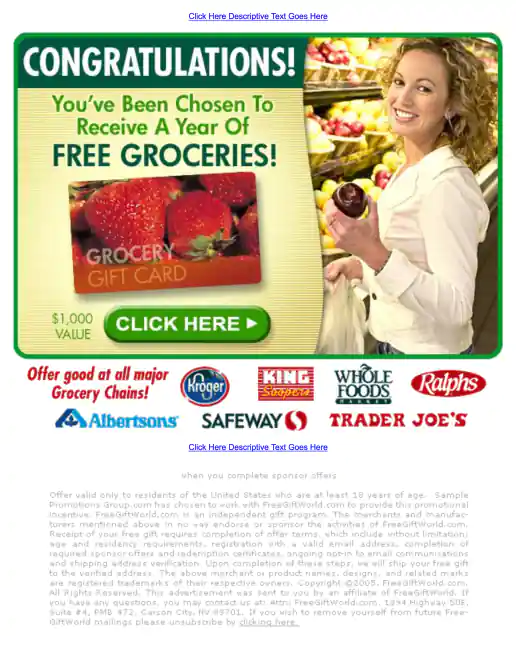 Click Here Descriptive Text Goes Here
CONGRATULATIONS!
You've Been Chosen To
Receive A Year Of
FREE GROCERIES!
GROCERY
GIFT CARD
$1,000
VALUE
CLICK HERE
Offer good at all major
Grocery Chains!
Kroger
KING
Soopers
WHOLE
FOODS
MARKET
Ralphs
Albertsons
SAFEWAY
TRADER JOE'S
Click Here Descriptive Text Goes Here
when you complete sponsor offers
Offer valid only to residents of the United States who are at least 18 years of age. Sample
Promotions Group.com has chosen to work with FreeGiftWorld.com to provide this promotional
incentive. FreeGiftWorld.com is an independent gift program. The merchants and manufac-
turers mentioned above in no way endorse or sponsor the activities of FreeGiftWorld.com.
Receipt of your free gift requires completion of offer terms, which include without limitation:
age and residency requirements, registration with a valid email address, completion of
required sponsor offers and redemption certificates, ongoing opt-in to email communications
and shipping address verification. Upon completion of these steps, we will ship your free gift
to the verified address. The above merchant or product names, designs, and related marks
are registered trademarks of their respective owners. Copyright ©2005. FreeGiftWorld.com.
All Rights Reserved. This advertisement was sent to you by an affiliate of FreeGiftWorld. If
you have any questions, you may contact us at: Attn: FreeGiftWorld.com, 1894 Highway 50E,
Suite #4, PMB 472, Carson City, NV 89701. If you wish to remove yourself from future Free-
GiftWorld mailings please unsubscribe by clicking here.